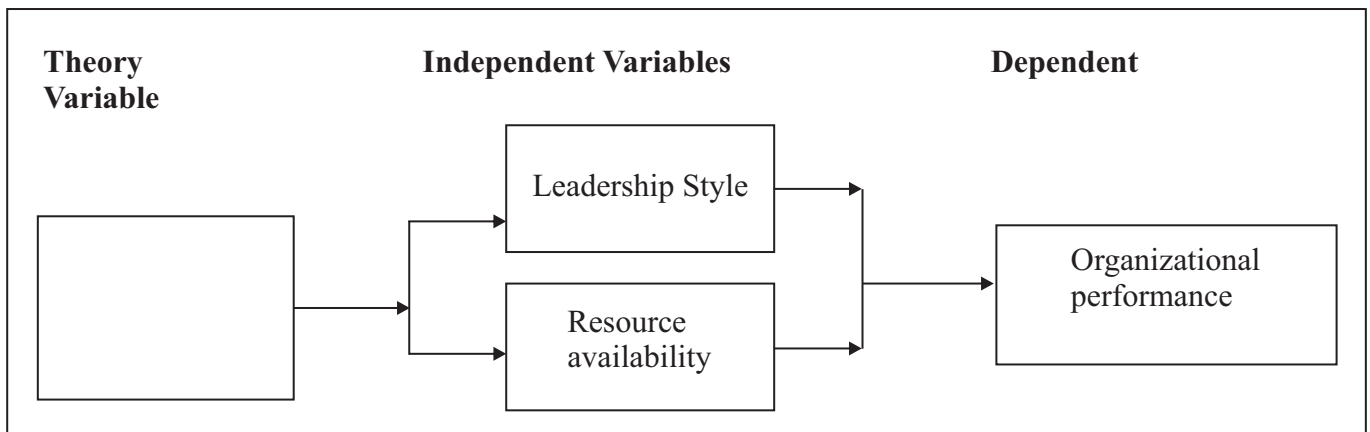 Theory Independent Variables Dependent
Variable
Leadership Style
Resource
availability
Organizational
performance